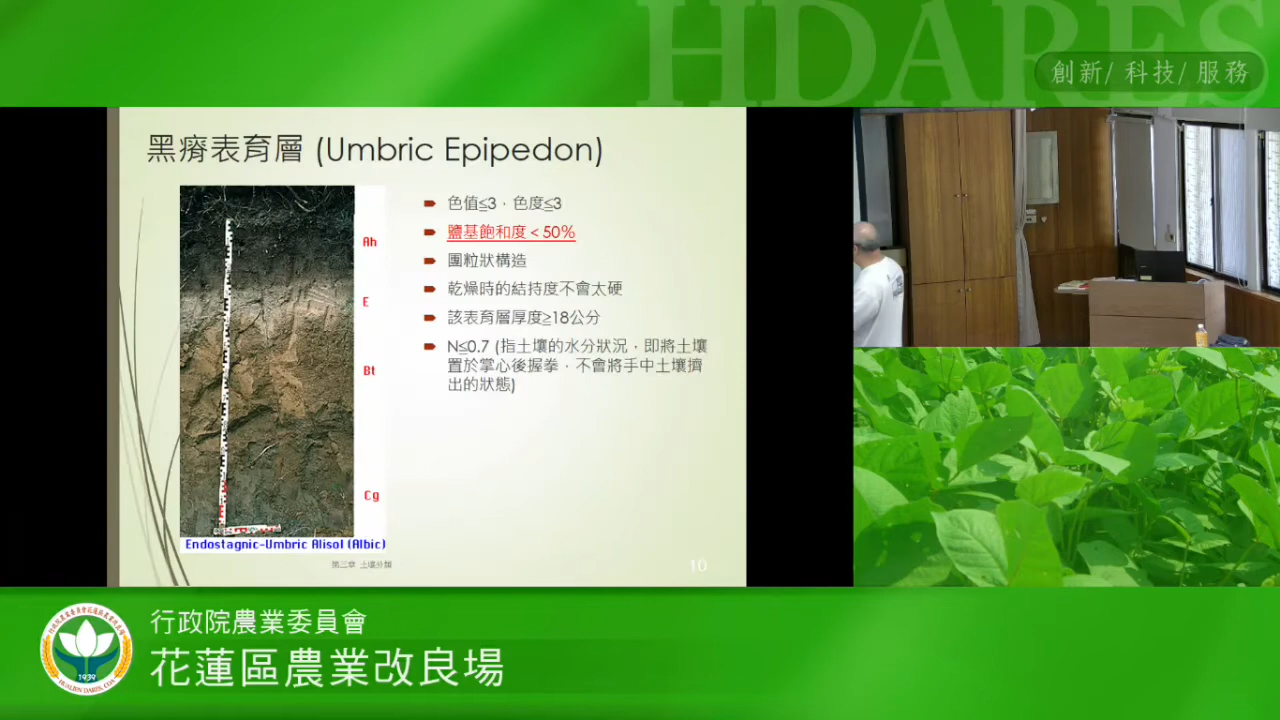 HDARES
創新/ 科技/ 服務
黑瘠表育層 (Umbric Epipedon)
色值≤3，色度≤3
鹽基飽和度＜50%
團粒狀構造
乾燥時的結持度不會太硬
該表育層厚度≥18公分
N≤0.7 (指土壤的水分狀況，即將土壤
置於掌心後握拳，不會將手中土壤擠
出的狀態)
Ah
E
Bt
Cg
Endostagnic-Umbric Alisol (Albic)
第三章 土壤分類
10
行政院農業委員會
花蓮區農業改良場
1939
HUALIEN DARES, COA